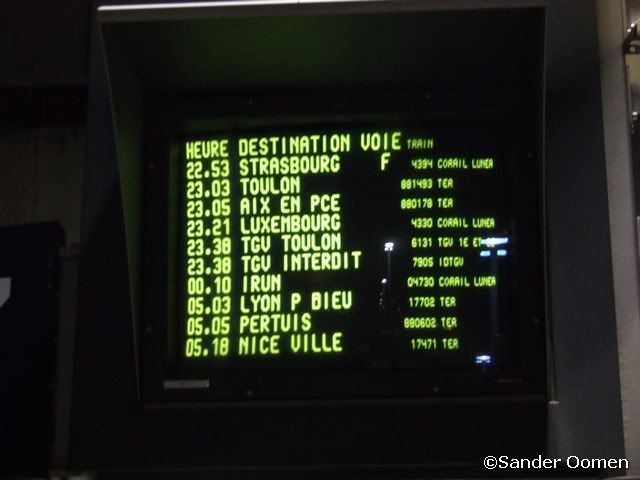 HEURE DESTINATION VOIE TRAIN
22.53 STRASBOURG F 4394 CORAIL LUNEA
23.03 TOULON 881493 TER
23.05 AIX EN PCE 880178 TER
23.21 LUXEMBOURG 4330 CORAIL LUNEA
23.38 TGV TOULON 6131 TGV 1E ET
23.38 TGV INTERDIT 7905 IDTGV
00.10 IRUN 04730 CORAIL LUNEA
05.03 LYON P DIEU 17702 TER
05.05 PERTUIS 880602 TER
05.18 NICE VILLE 17471 TER
©Sander Oomen